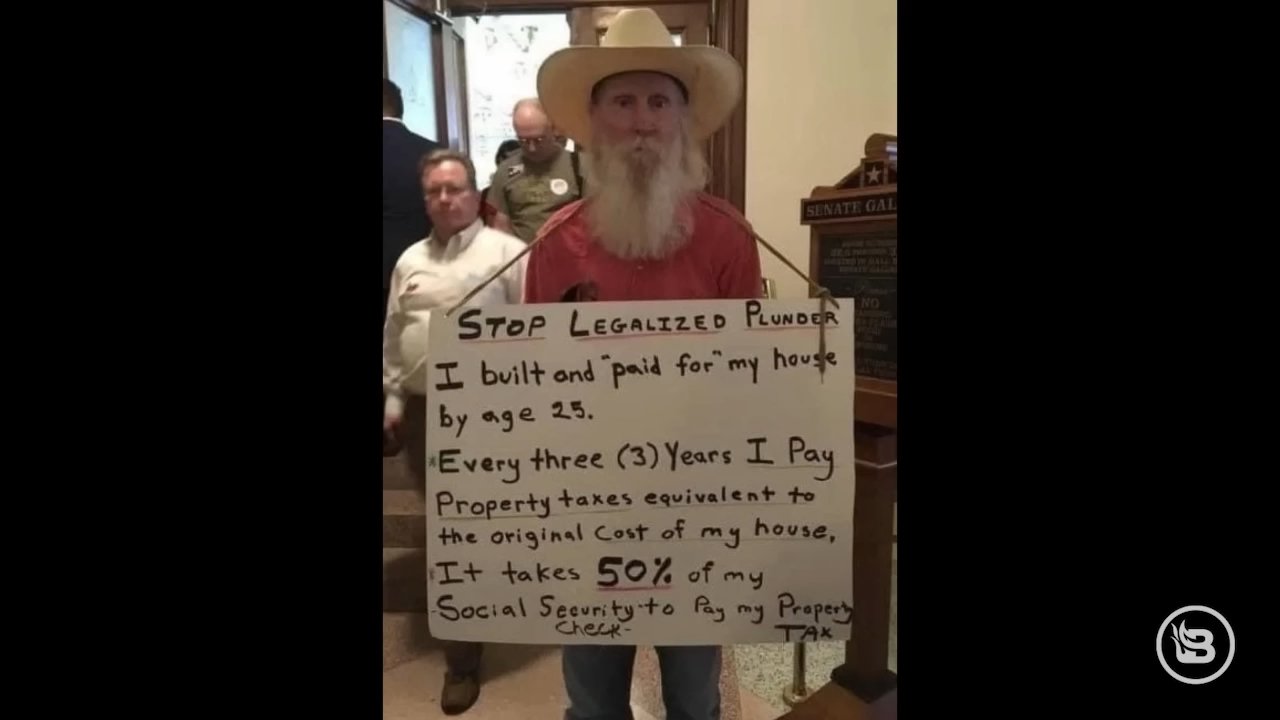 STOP LEGALIZED PLUNDER
I built and "paid for" my house
by age 25.
*Every three (3) Years I Pay
Property taxes equivalent to
the original cost of my house.
*It takes 50% of my
-Social Security-to Pay my Property
check- TAX
SENATE GAL
NO
B